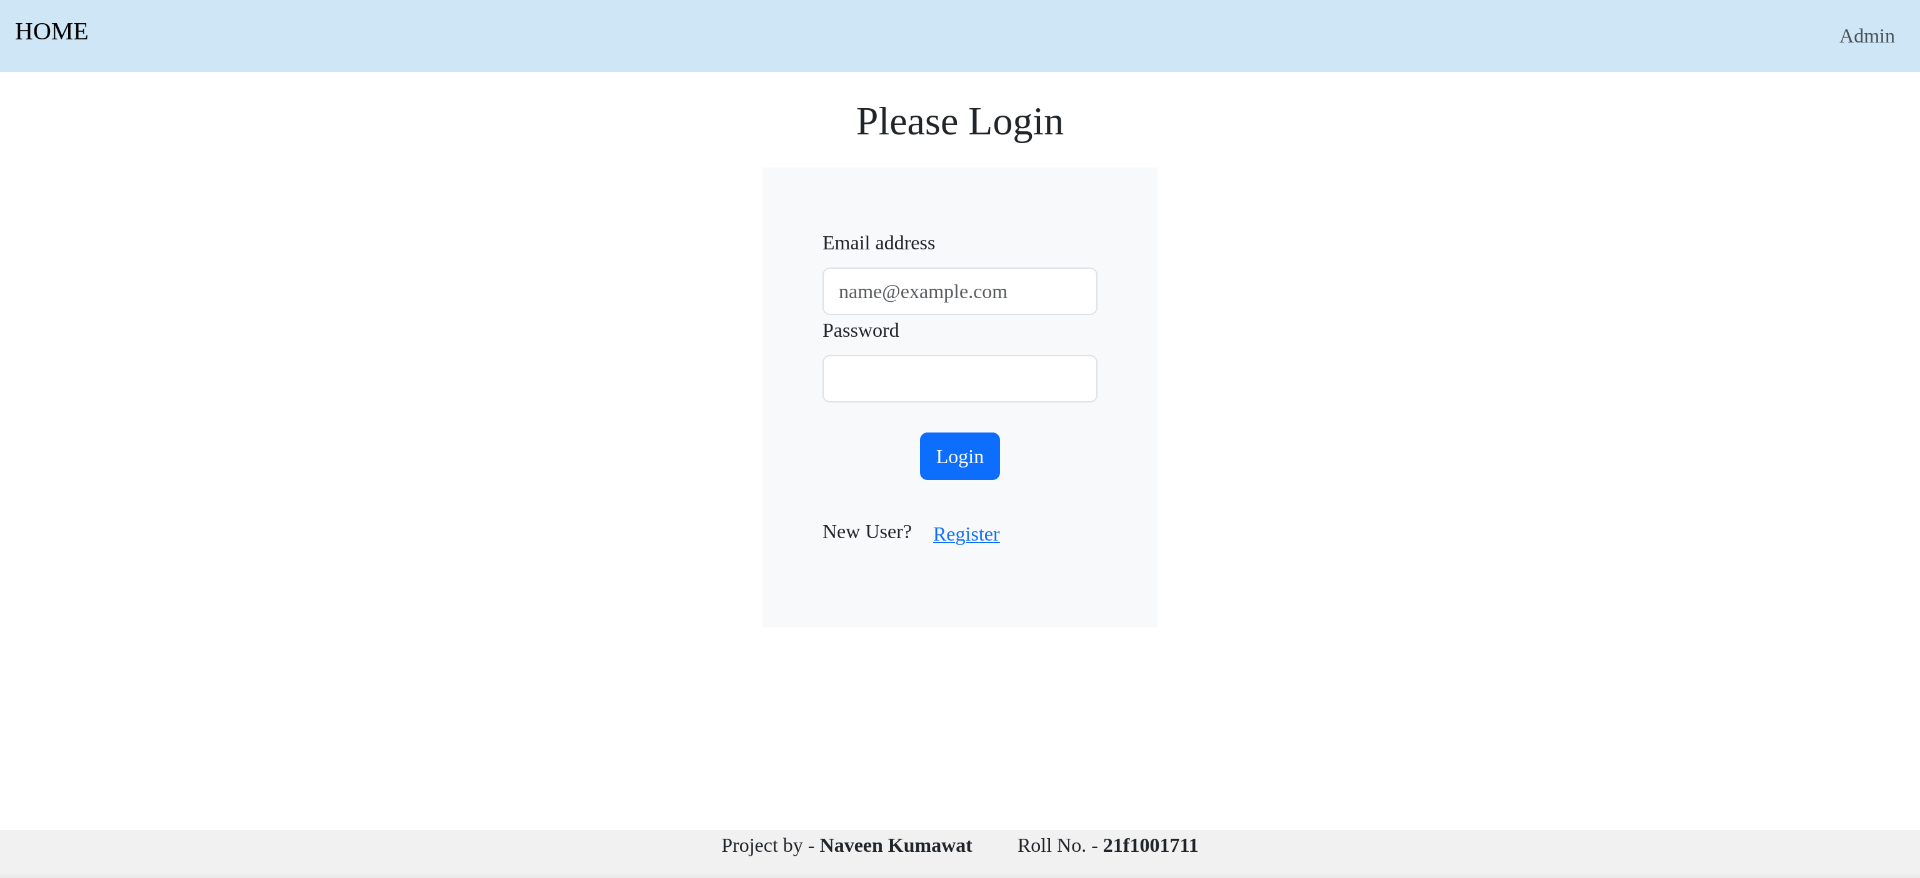 HOME
Admin
Please Login
Email address
name@example.com
Password
Login
New User? Register
Project by - Naveen Kumawat Roll No. - 21f1001711